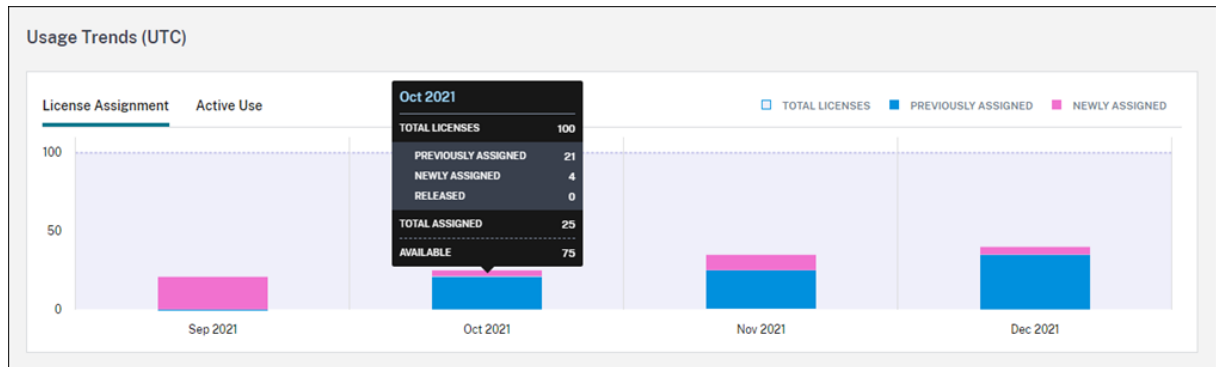 Usage Trends (UTC)
License Assignment Active Use
TOTAL LICENSES PREVIOUSLY ASSIGNED NEWLY ASSIGNED
Oct 2021
TOTAL LICENSES 100
PREVIOUSLY ASSIGNED 21
NEWLY ASSIGNED 4
RELEASED 0
TOTAL ASSIGNED 25
AVAILABLE 75
100
50
0
Sep 2021 Oct 2021 Nov 2021 Dec 2021